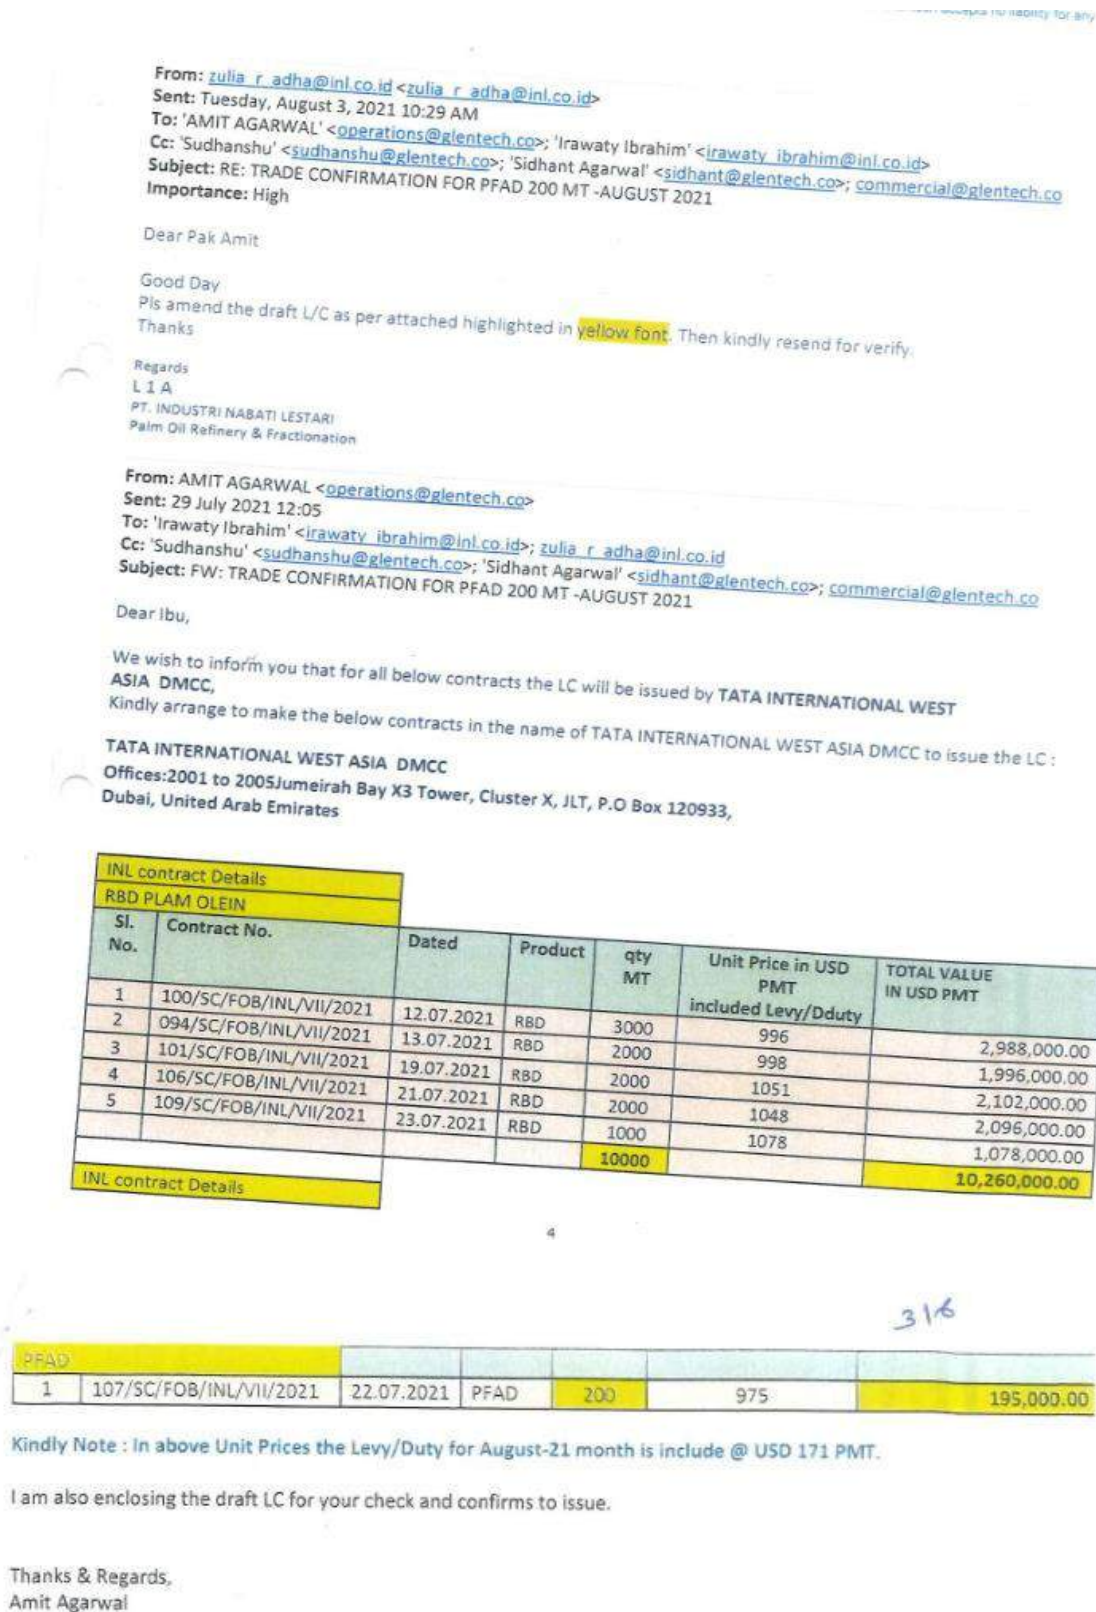 accepts no liability for any
From: zulia_r_adha@inl.co.id <zulia_r_adha@inl.co.id>
Sent: Tuesday, August 3, 2021 10:29 AM
To: 'AMIT AGARWAL' <operations@glentech.co>; 'Irawaty Ibrahim' <irawaty_ibrahim@inl.co.id>
Cc: 'Sudhanshu' <sudhanshu@glentech.co>; 'Sidhant Agarwal' <sidhant@glentech.co>; commercial@glentech.co
Subject: RE: TRADE CONFIRMATION FOR PFAD 200 MT -AUGUST 2021
Importance: High
Dear Pak Amit
Good Day
Pls amend the draft L/C as per attached highlighted in yellow font. Then kindly resend for verify.
Thanks
Regards
L 1 A
PT. INDUSTRI NABATI LESTARI
Palm Oil Refinery & Fractionation
From: AMIT AGARWAL <operations@glentech.co>
Sent: 29 July 2021 12:05
To: 'Irawaty Ibrahim' <irawaty_ibrahim@inl.co.id>; zulia_r_adha@inl.co.id
Cc: 'Sudhanshu' <sudhanshu@glentech.co>; 'Sidhant Agarwal' <sidhant@glentech.co>; commercial@glentech.co
Subject: FW: TRADE CONFIRMATION FOR PFAD 200 MT -AUGUST 2021
Dear Ibu,
We wish to inform you that for all below contracts the LC will be issued by TATA INTERNATIONAL WEST
ASIA DMCC,
Kindly arrange to make the below contracts in the name of TATA INTERNATIONAL WEST ASIA DMCC to issue the LC :
TATA INTERNATIONAL WEST ASIA DMCC
Offices:2001 to 2005Jumeirah Bay X3 Tower, Cluster X, JLT, P.O Box 120933,
Dubai, United Arab Emirates
INL contract Details
RBD PLAM OLEIN
Sl. No. Contract No. Dated Product qty MT Unit Price in USD PMT included Levy/Dduty TOTAL VALUE IN USD PMT
1 100/SC/FOB/INL/VII/2021 12.07.2021 RBD 3000 996 2,988,000.00
2 094/SC/FOB/INL/VII/2021 13.07.2021 RBD 2000 998 1,996,000.00
3 101/SC/FOB/INL/VII/2021 19.07.2021 RBD 2000 1051 2,102,000.00
4 106/SC/FOB/INL/VII/2021 21.07.2021 RBD 2000 1048 2,096,000.00
5 109/SC/FOB/INL/VII/2021 23.07.2021 RBD 1000 1078 1,078,000.00
10000 10,260,000.00
INL contract Details
4
316
PFAD
1 107/SC/FOB/INL/VII/2021 22.07.2021 PFAD 200 975 195,000.00
Kindly Note : In above Unit Prices the Levy/Duty for August-21 month is include @ USD 171 PMT.
I am also enclosing the draft LC for your check and confirms to issue.
Thanks & Regards,
Amit Agarwal